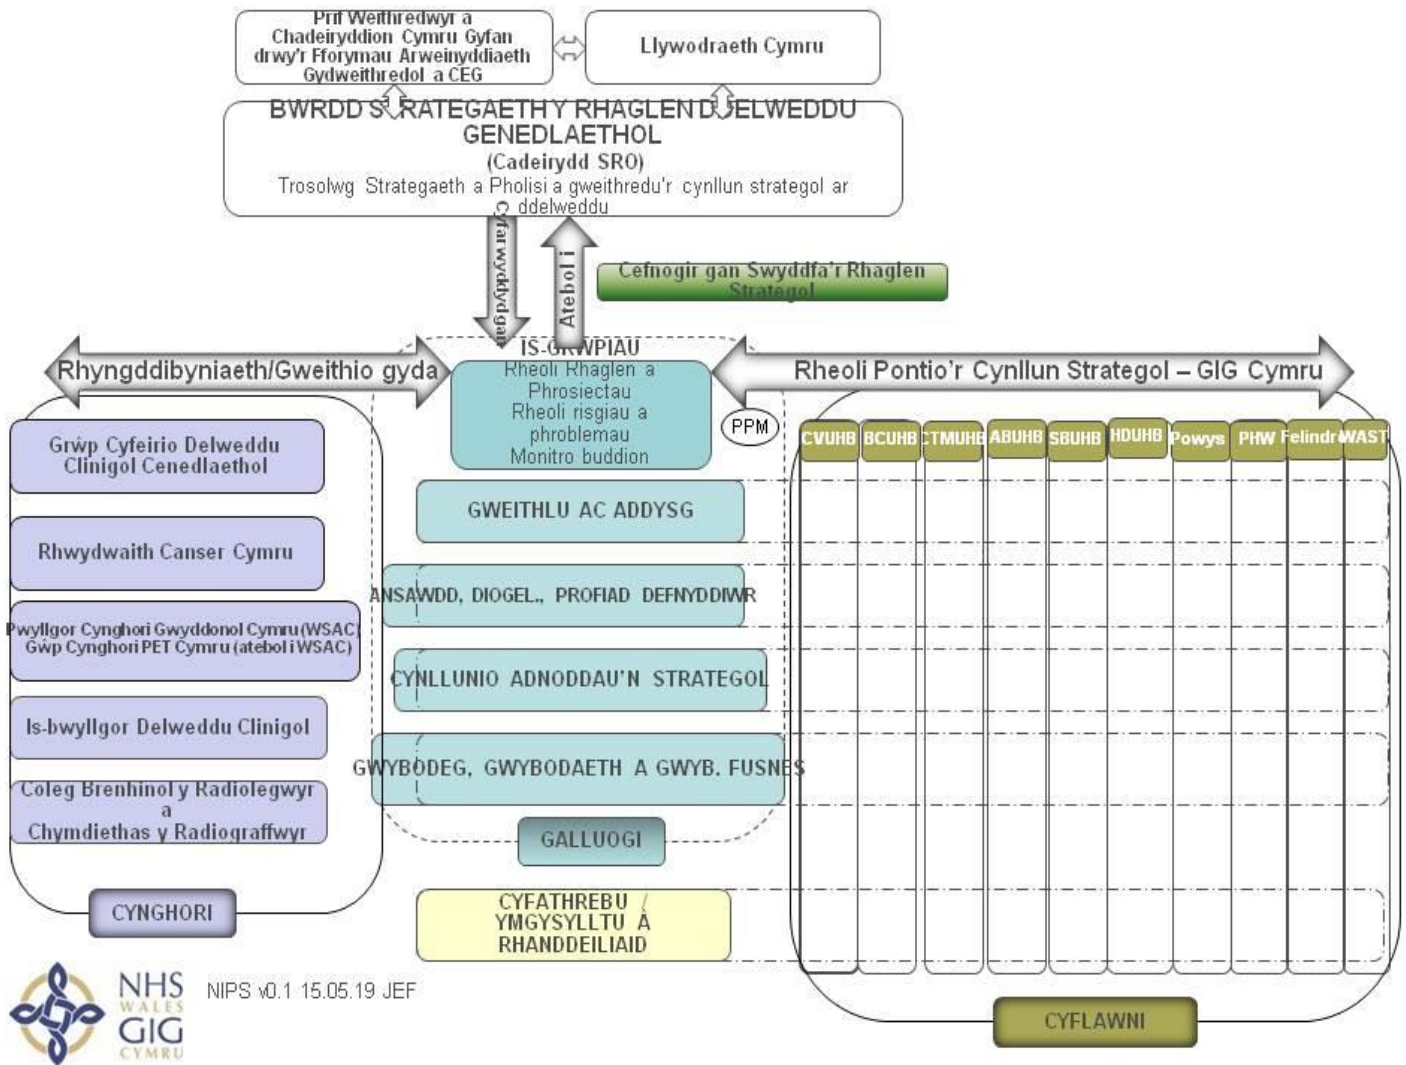 Prif Weithredwyr a
Chadeiryddion Cymru Gyfan
drwy'r Fforymau Arweinyddiaeth
Gydweithredol a CEG
Llywodraeth Cymru
BWRDD STRATEGAETH Y RHAGLEN DDELWEDDU
GENEDLAETHOL
(Cadeirydd SRO)
Trosolwg Strategaeth a Pholisi a gweithredu'r cynllun strategol ar
ddelweddu
Cyfarwyddydgan
Atebol i
Cefnogir gan Swyddfa'r Rhaglen
Strategol
Rhyngddibyniaeth/Gweithio gyda
IS-GRWPIAU
Rheoli Rhaglen a
Phrosiectau
Rheoli risgiau a
phroblemau
Monitro buddion
Rheoli Pontio'r Cynllun Strategol – GIG Cymru
PPM
CVUHB BCUHB CTMUHB ABUHB SBUHB HDUHB Powys PHW Felindre WAST
Grŵp Cyfeirio Delweddu
Clinigol Cenedlaethol
Rhwydwaith Canser Cymru
Pwyllgor Cynghori Gwyddonol Cymru (WSAC)
Gŵp Cynghori PET Cymru (atebol i WSAC)
Is-bwyllgor Delweddu Clinigol
Coleg Brenhinol y Radiolegwyr
a
Chymdiethas y Radiograffwyr
CYNGHORI
GWEITHLU AC ADDYSG
ANSAWDD, DIOGEL., PROFIAD DEFNYDDIWR
CYNLLUNIO ADNODDAU'N STRATEGOL
GWYBODEG, GWYBODAETH A GWYB. FUSNES
GALLUOGI
CYFATHREBU /
YMGYSYLLTU Â
RHANDDEILIAID
CYFLAWNI
NHS
WALES
GIG
CYMRU
NIPS v0.1 15.05.19 JEF